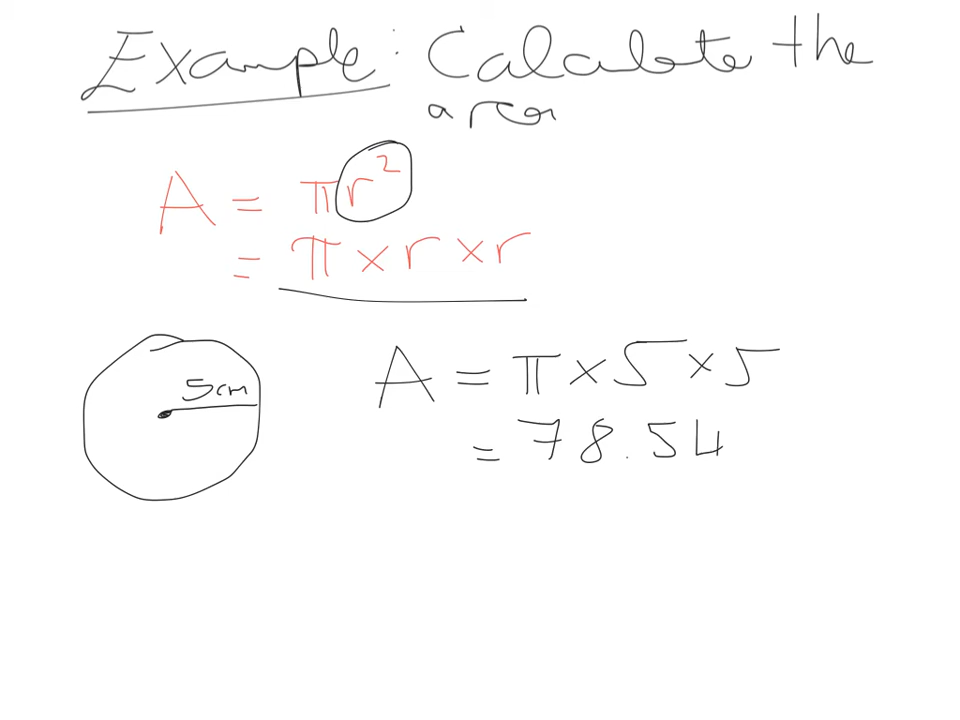 Example: Calculate the
area
A = πr²
= π × r × r
5cm
A = π × 5 × 5
= 78.54